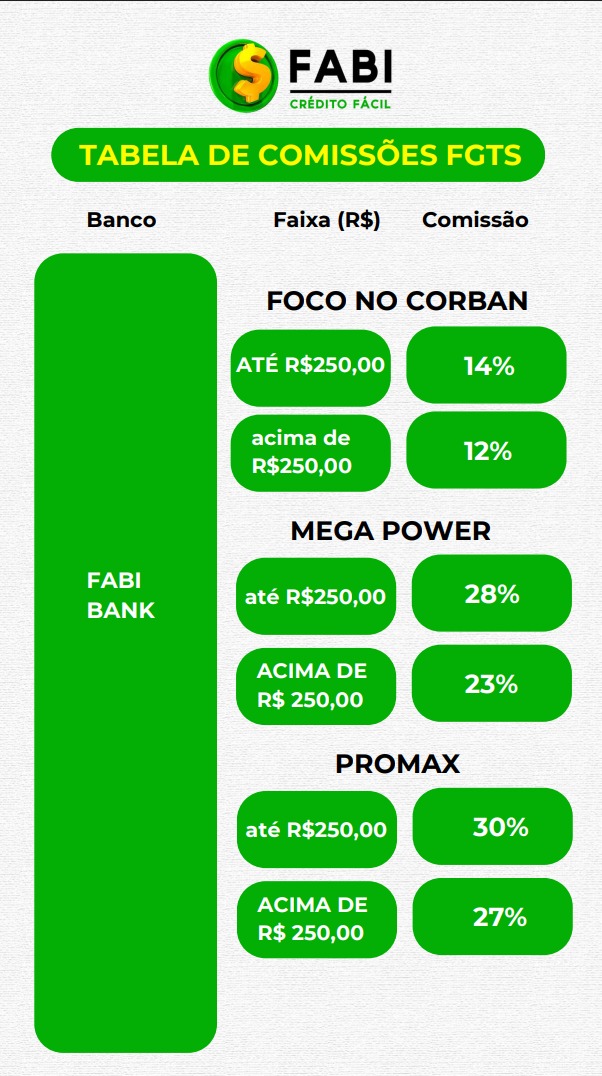 FABI
CRÉDITO FÁCIL
TABELA DE COMISSÕES FGTS
Banco Faixa (R$) Comissão
FOCO NO CORBAN
ATÉ R$250,00 14%
acima de
R$250,00
12%
MEGA POWER
FABI
BANK
até R$250,00 28%
ACIMA DE
R$ 250,00
23%
PROMAX
até R$250,00 30%
ACIMA DE
R$ 250,00
27%